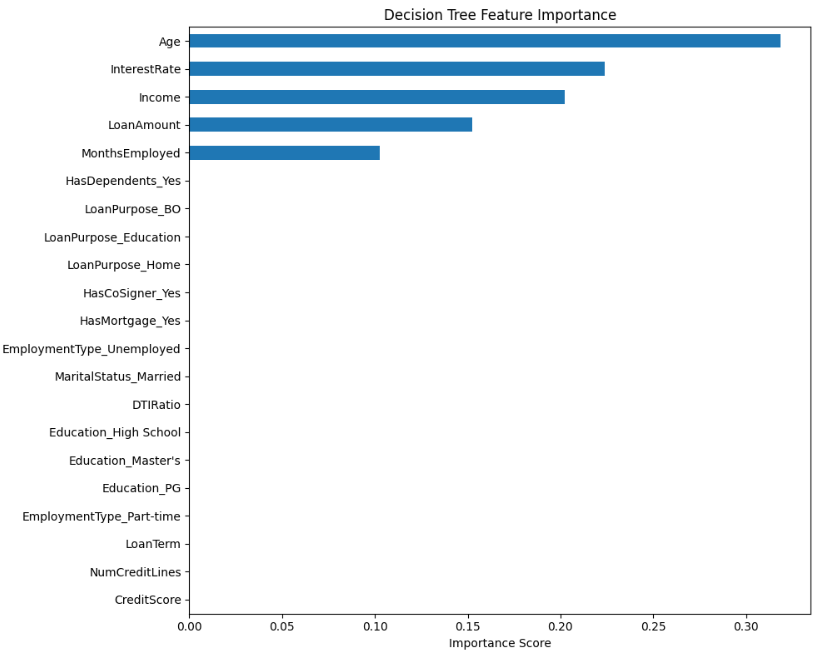 Decision Tree Feature Importance
Age
InterestRate
Income
LoanAmount
MonthsEmployed
HasDependents_Yes
LoanPurpose_BO
LoanPurpose_Education
LoanPurpose_Home
HasCoSigner_Yes
HasMortgage_Yes
EmploymentType_Unemployed
MaritalStatus_Married
DTIRatio
Education_High School
Education_Master's
Education_PG
EmploymentType_Part-time
LoanTerm
NumCreditLines
CreditScore
0.00 0.05 0.10 0.15 0.20 0.25 0.30
Importance Score